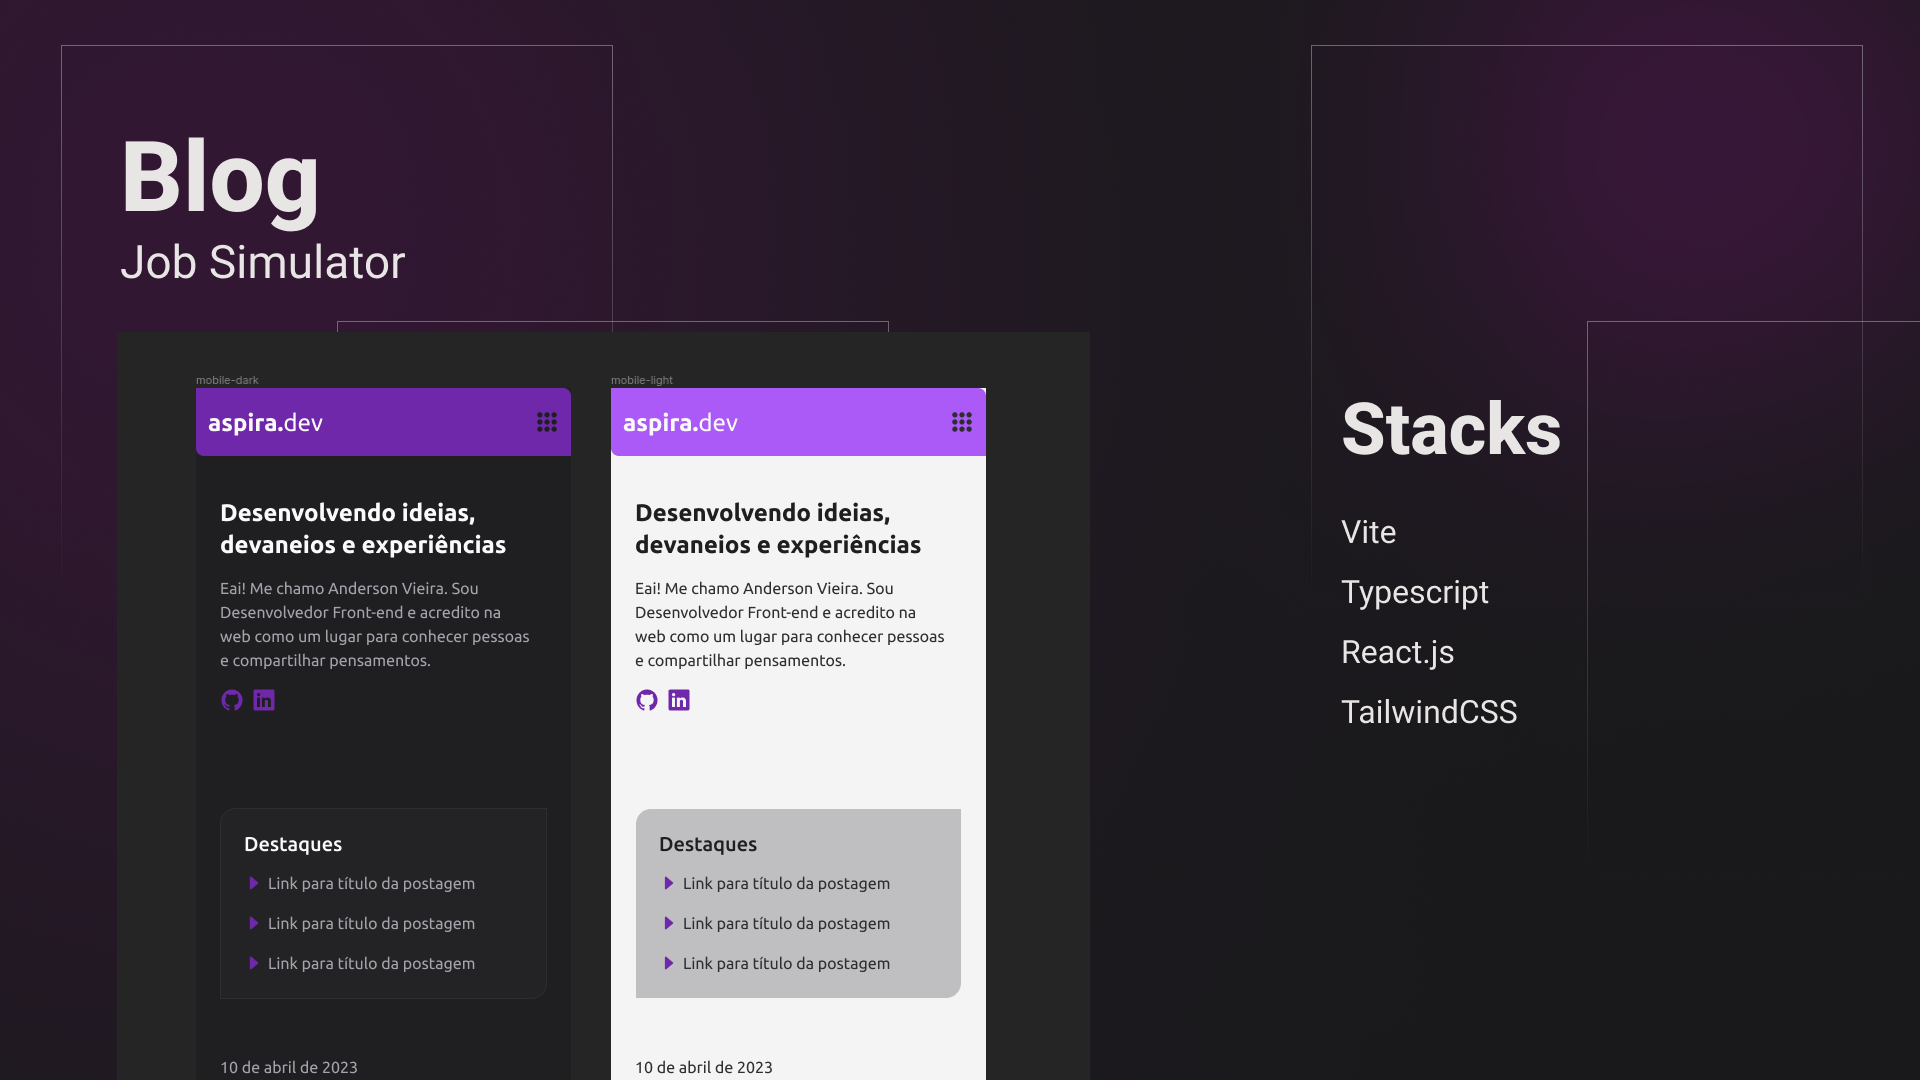 Blog
Job Simulator
mobile-dark
aspira.dev
Desenvolvendo ideias,
devaneios e experiências
Eai! Me chamo Anderson Vieira. Sou
Desenvolvedor Front-end e acredito na
web como um lugar para conhecer pessoas
e compartilhar pensamentos.
in
Destaques
Link para título da postagem
Link para título da postagem
Link para título da postagem
10 de abril de 2023
mobile-light
aspira.dev
Desenvolvendo ideias,
devaneios e experiências
Eai! Me chamo Anderson Vieira. Sou
Desenvolvedor Front-end e acredito na
web como um lugar para conhecer pessoas
e compartilhar pensamentos.
in
Destaques
Link para título da postagem
Link para título da postagem
Link para título da postagem
10 de abril de 2023
Stacks
Vite
Typescript
React.js
TailwindCSS